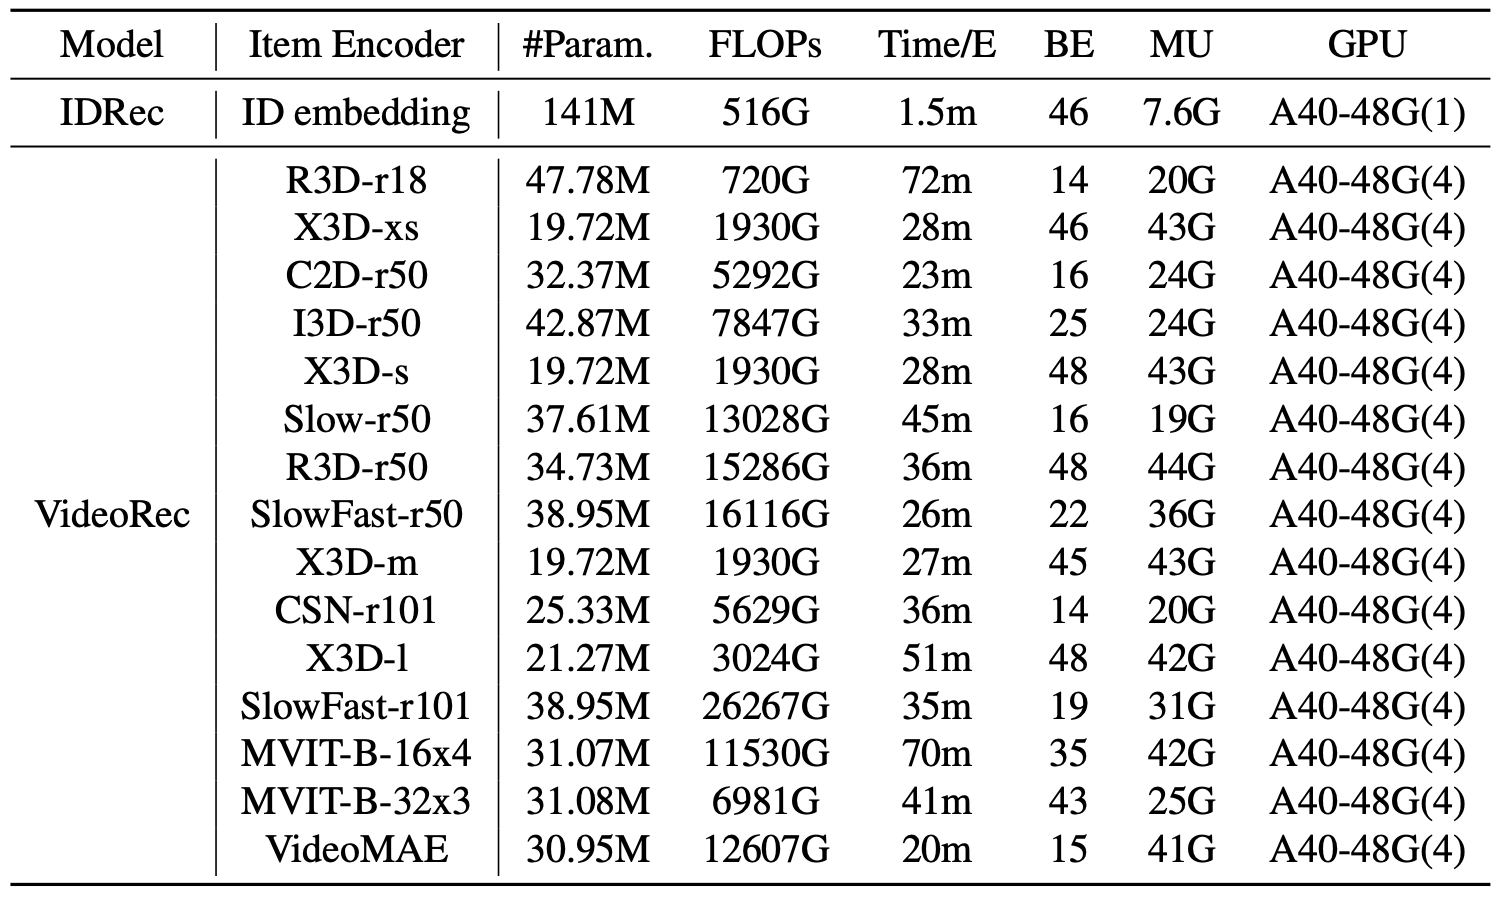 Model Item Encoder #Param. FLOPs Time/E BE MU GPU
IDRec ID embedding 141M 516G 1.5m 46 7.6G A40-48G(1)
R3D-r18 47.78M 720G 72m 14 20G A40-48G(4)
X3D-xs 19.72M 1930G 28m 46 43G A40-48G(4)
C2D-r50 32.37M 5292G 23m 16 24G A40-48G(4)
I3D-r50 42.87M 7847G 33m 25 24G A40-48G(4)
X3D-s 19.72M 1930G 28m 48 43G A40-48G(4)
Slow-r50 37.61M 13028G 45m 16 19G A40-48G(4)
R3D-r50 34.73M 15286G 36m 48 44G A40-48G(4)
VideoRec SlowFast-r50 38.95M 16116G 26m 22 36G A40-48G(4)
X3D-m 19.72M 1930G 27m 45 43G A40-48G(4)
CSN-r101 25.33M 5629G 36m 14 20G A40-48G(4)
X3D-l 21.27M 3024G 51m 48 42G A40-48G(4)
SlowFast-r101 38.95M 26267G 35m 19 31G A40-48G(4)
MVIT-B-16x4 31.07M 11530G 70m 35 42G A40-48G(4)
MVIT-B-32x3 31.08M 6981G 41m 43 25G A40-48G(4)
VideoMAE 30.95M 12607G 20m 15 41G A40-48G(4)